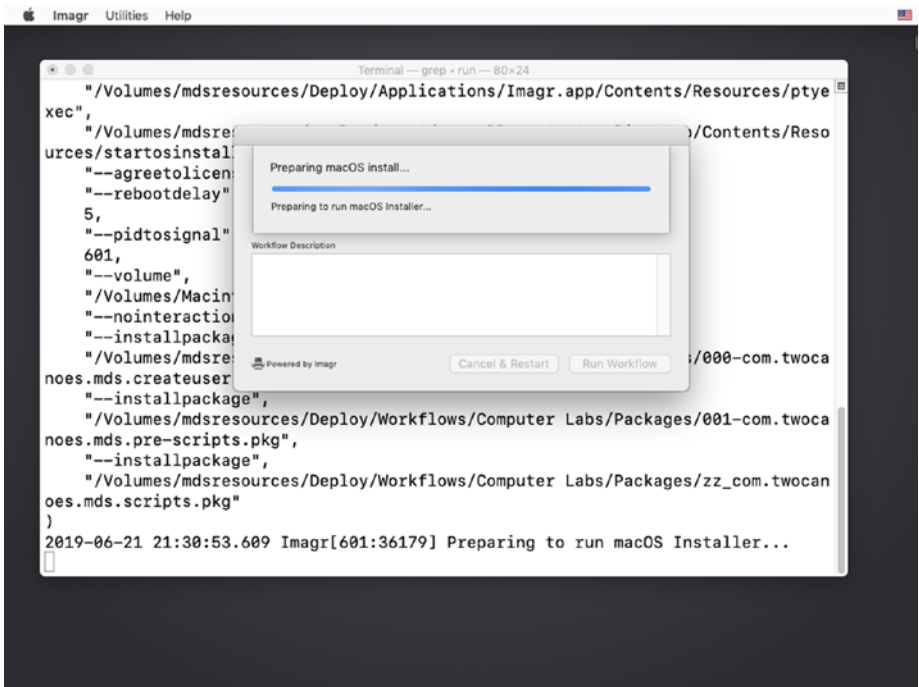 Imagr Utilities Help
Terminal — grep • run — 80×24
"/Volumes/mdsresources/Deploy/Applications/Imagr.app/Contents/Resources/ptye
xec",
"/Volumes/mdsres /Contents/Reso
urces/startosinstal
"--agreetolicen
"--rebootdelay"
5,
"--pidtosignal"
601,
"--volume",
"/Volumes/Macin
"--nointeractio
"--installpacka
"/Volumes/mdsre /000-com.twoca
noes.mds.createuser
"--installpackage",
"/Volumes/mdsresources/Deploy/Workflows/Computer Labs/Packages/001-com.twoca
noes.mds.pre-scripts.pkg",
"--installpackage",
"/Volumes/mdsresources/Deploy/Workflows/Computer Labs/Packages/zz_com.twocan
oes.mds.scripts.pkg"
)
2019-06-21 21:30:53.609 Imagr[601:36179] Preparing to run macOS Installer...
Preparing macOS install...
Preparing to run macOS Installer...
Workflow Description
Powered by Imagr
Cancel & Restart
Run Workflow